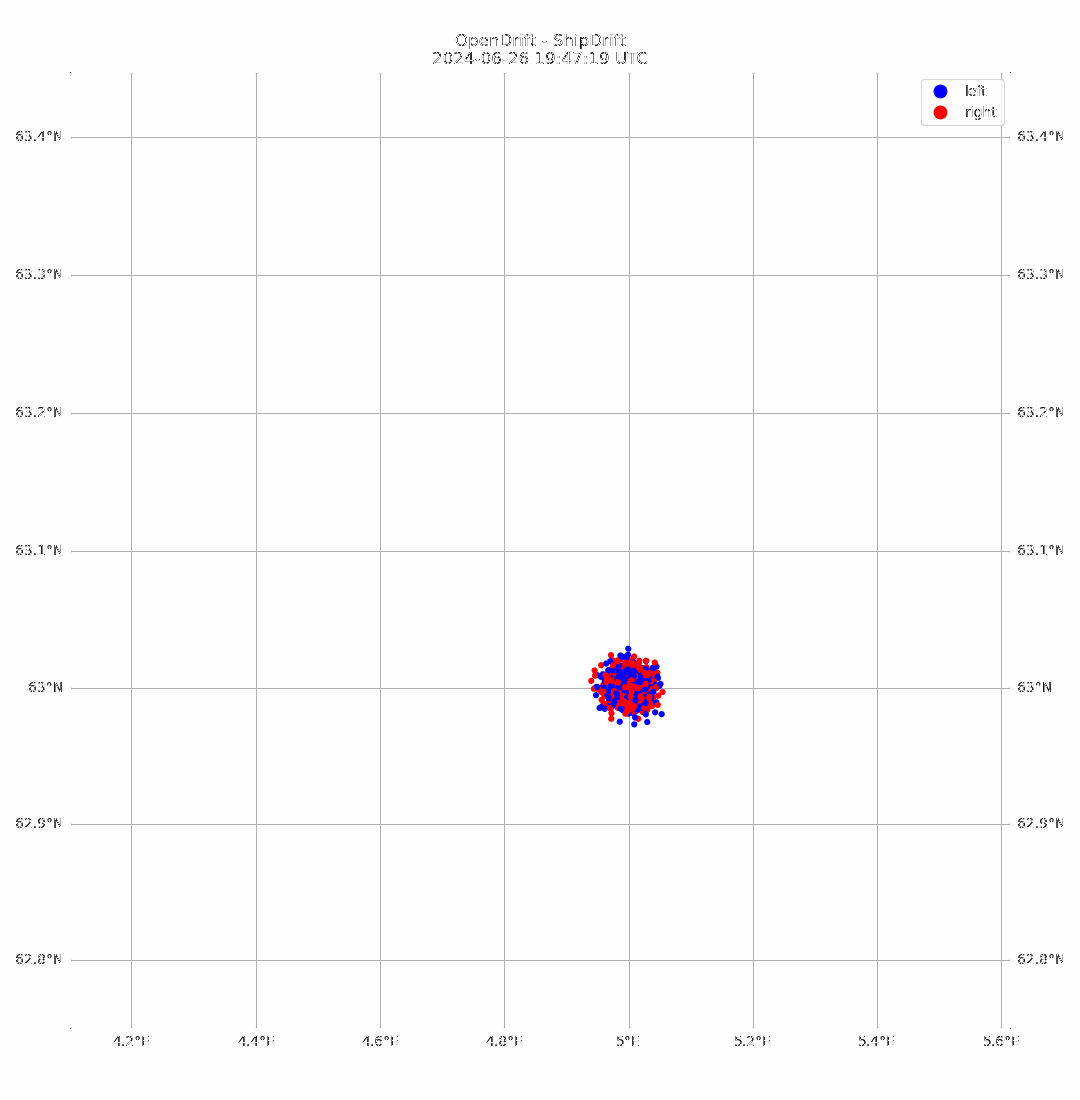 OpenDrift - ShipDrift
2024-06-26 19:47:19 UTC
left
right
63.4°N 63.4°N
63.3°N 63.3°N
63.2°N 63.2°N
63.1°N 63.1°N
63°N 63°N
62.9°N 62.9°N
62.8°N 62.8°N
4.2°E 4.4°E 4.6°E 4.8°E 5°E 5.2°E 5.4°E 5.6°E